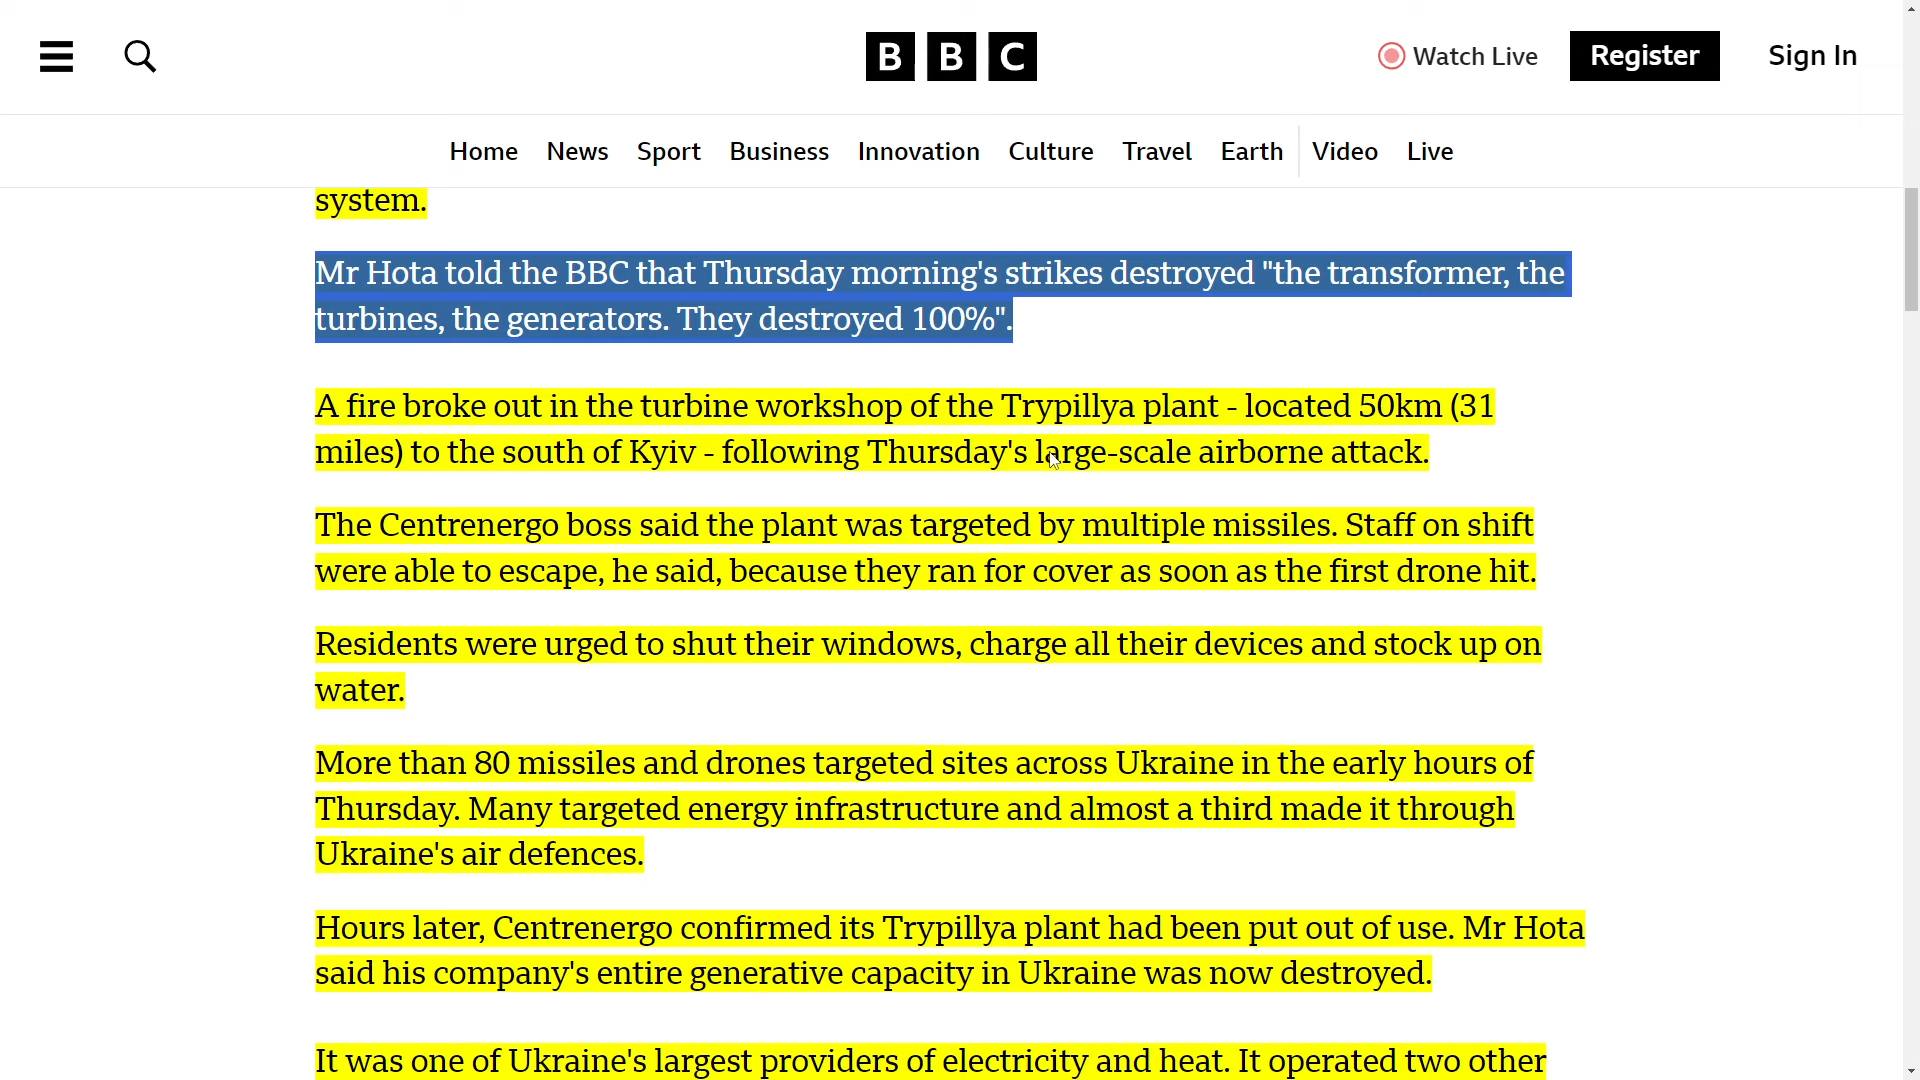 BBC
Watch Live
Register
Sign In
Home
News
Sport
Business
Innovation
Culture
Travel
Earth
Video
Live
system.
Mr Hota told the BBC that Thursday morning's strikes destroyed "the transformer, the
turbines, the generators. They destroyed 100%".
A fire broke out in the turbine workshop of the Trypillya plant - located 50km (31
miles) to the south of Kyiv - following Thursday's large-scale airborne attack.
The Centrenergo boss said the plant was targeted by multiple missiles. Staff on shift
were able to escape, he said, because they ran for cover as soon as the first drone hit.
Residents were urged to shut their windows, charge all their devices and stock up on
water.
More than 80 missiles and drones targeted sites across Ukraine in the early hours of
Thursday. Many targeted energy infrastructure and almost a third made it through
Ukraine's air defences.
Hours later, Centrenergo confirmed its Trypillya plant had been put out of use. Mr Hota
said his company's entire generative capacity in Ukraine was now destroyed.
It was one of Ukraine's largest providers of electricity and heat. It operated two other